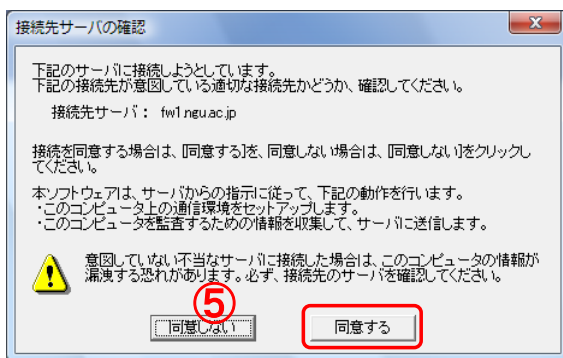 接続先サーバの確認
下記のサーバに接続しようとしています。
下記の接続先が意図している適切な接続先かどうか、確認してください。
接続先サーバ： fw1.ngu.ac.jp
接続を同意する場合は、[同意する]を、同意しない場合は、[同意しない]をクリックし
てください。
本ソフトウェアは、サーバからの指示に従って、下記の動作を行います。
・このコンピュータ上の通信環境をセットアップします。
・このコンピュータを監査するための情報を収集して、サーバに送信します。
意図していない不当なサーバに接続した場合は、このコンピュータの情報が
漏洩する恐れがあります。必ず、接続先のサーバを確認してください。
⑤
同意しない
同意する